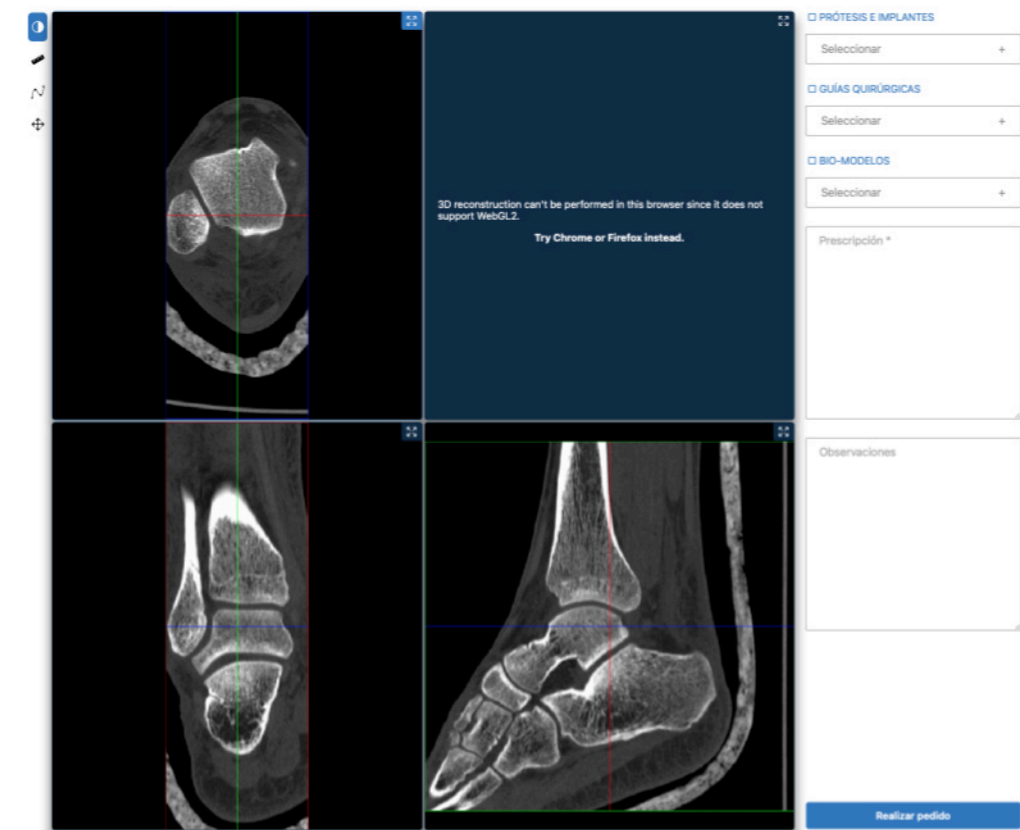 3D reconstruction can't be performed in this browser since it does not
support WebGL2.
Try Chrome or Firefox instead.
PRÓTESIS E IMPLANTES
Seleccionar +
GUÍAS QUIRÚRGICAS
Seleccionar +
BIO-MODELOS
Seleccionar +
Prescripción *
Observaciones
Realizar pedido